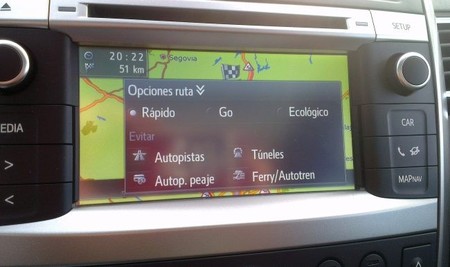 SETUP
20:22
Segovia
51 km
Opciones ruta
Rápido Go Ecológico
MEDIA
CAR
Evitar
Autopistas Túneles
Autop. peaje Ferry/Autotren
MAP NAV
>
<